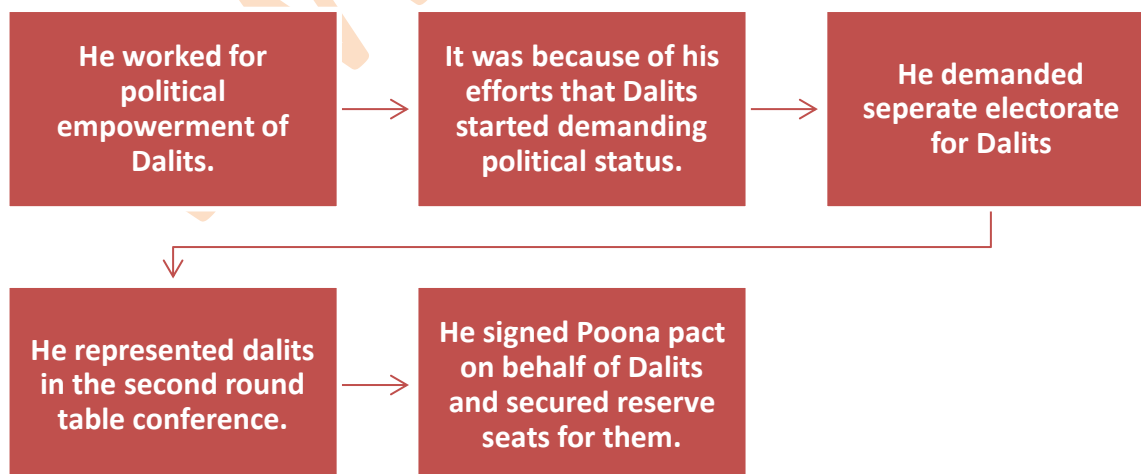 He worked for
political
empowerment of
Dalits.
It was because of his
efforts that Dalits
started demanding
political status.
He demanded
seperate electorate
for Dalits
He represented dalits
in the second round
table conference.
He signed Poona pact
on behalf of Dalits
and secured reserve
seats for them.